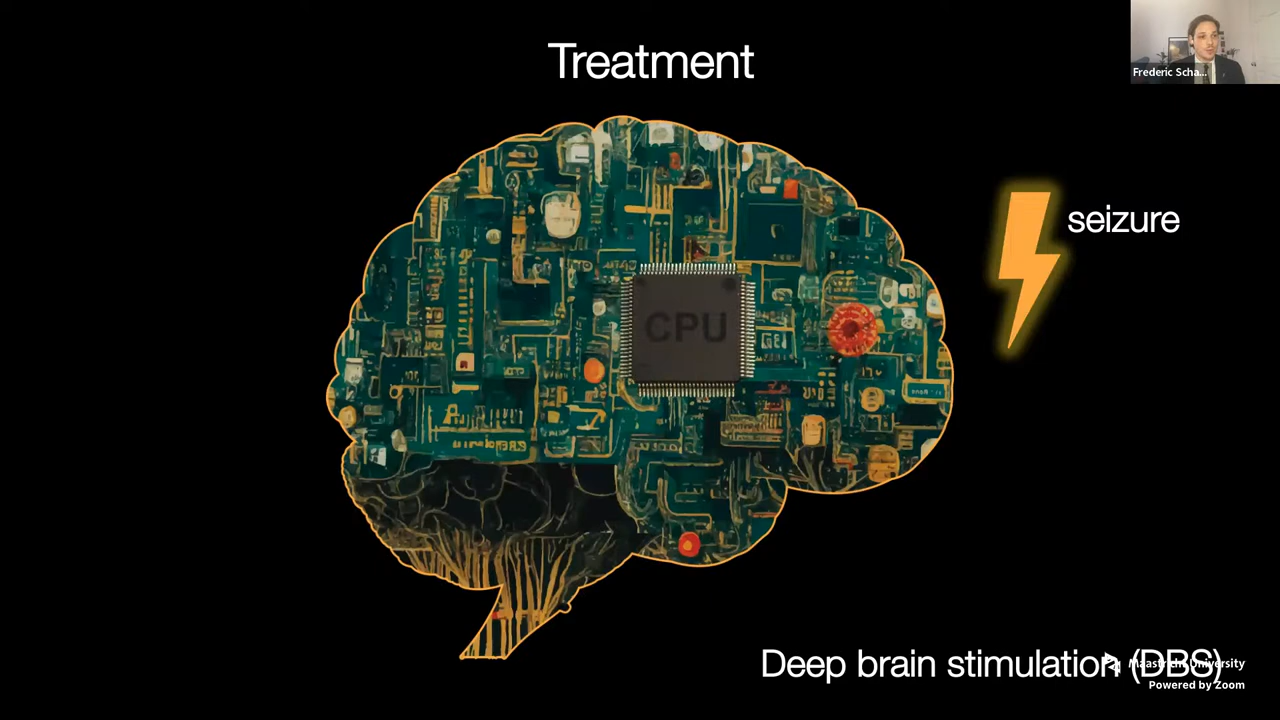 Treatment
Frederic Scha...
seizure
CPU
Deep brain stimulation (DBS)
Maastricht University
Powered by Zoom